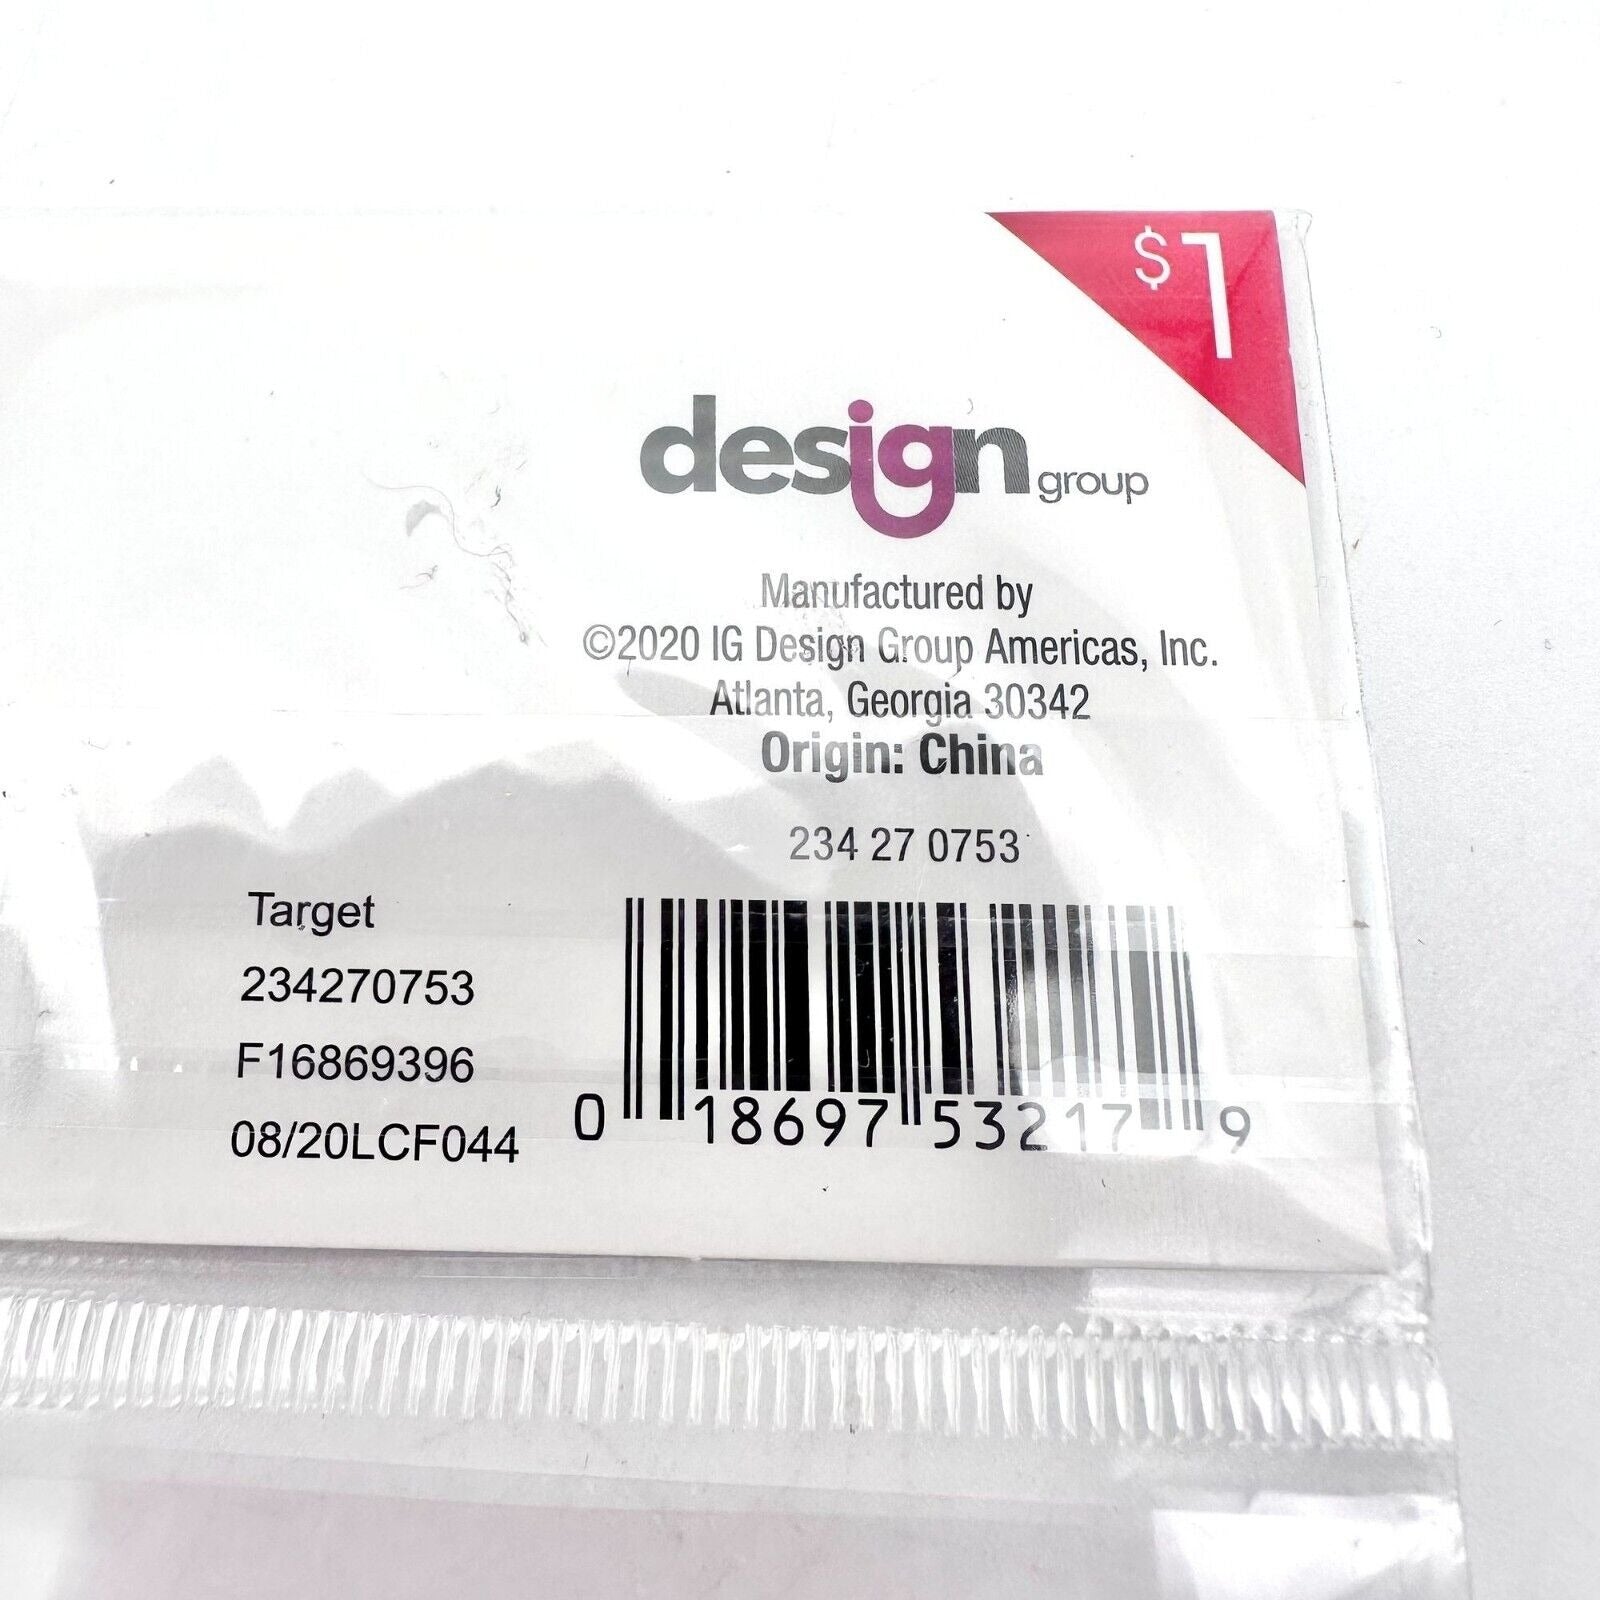 $1
design group
Manufactured by
©2020 IG Design Group Americas, Inc.
Atlanta, Georgia 30342
Origin: China
234 27 0753
Target
234270753
F16869396
08/20LCF044
0 18697 53217 9